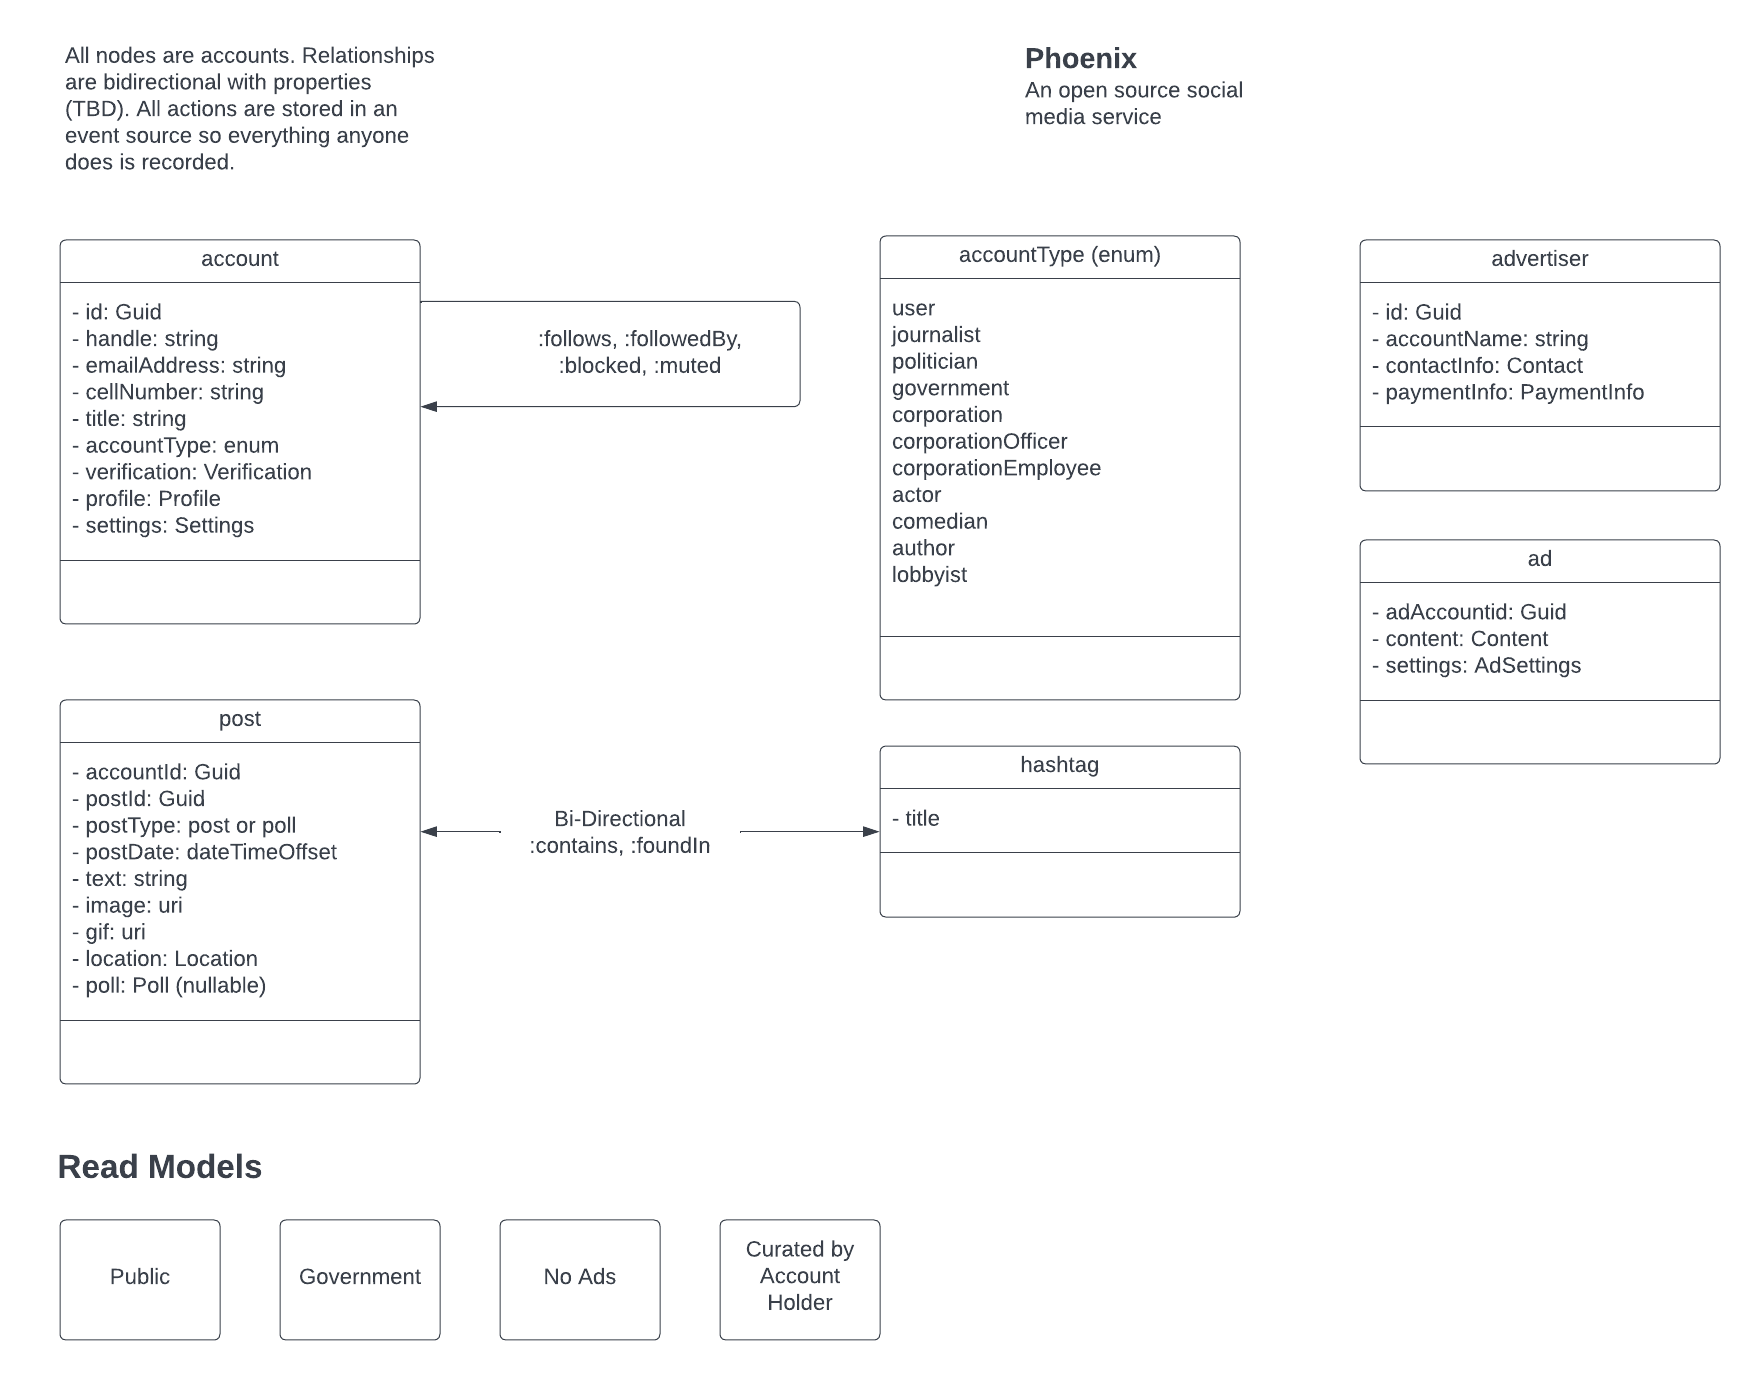 All nodes are accounts. Relationships
are bidirectional with properties
(TBD). All actions are stored in an
event source so everything anyone
does is recorded.
Phoenix
An open source social
media service
account
- id: Guid
- handle: string
- emailAddress: string
- cellNumber: string
- title: string
- accountType: enum
- verification: Verification
- profile: Profile
- settings: Settings
:follows, :followedBy,
:blocked, :muted
accountType (enum)
user
journalist
politician
government
corporation
corporationOfficer
corporationEmployee
actor
comedian
author
lobbyist
advertiser
- id: Guid
- accountName: string
- contactInfo: Contact
- paymentInfo: PaymentInfo
ad
- adAccountid: Guid
- content: Content
- settings: AdSettings
post
- accountId: Guid
- postId: Guid
- postType: post or poll
- postDate: dateTimeOffset
- text: string
- image: uri
- gif: uri
- location: Location
- poll: Poll (nullable)
Bi-Directional
:contains, :foundIn
hashtag
- title
Read Models
Public
Government
No Ads
Curated by
Account
Holder